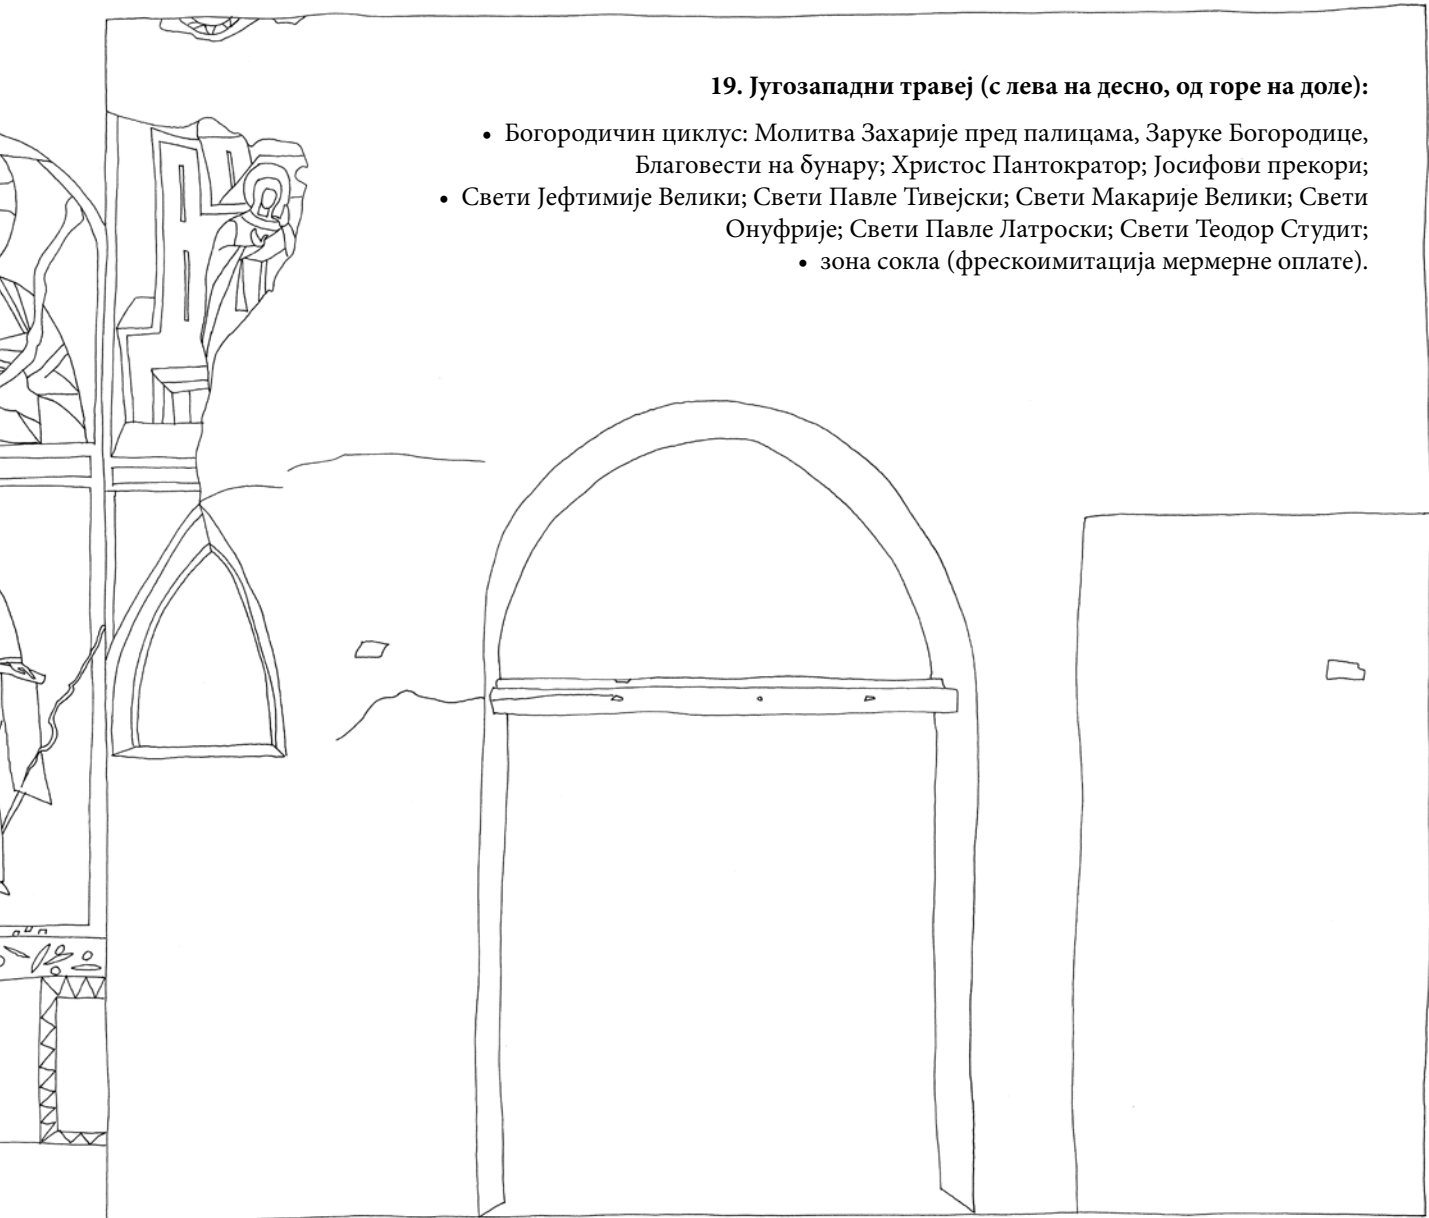 19. Југозападни травеј (с лева на десно, од горе на доле):
• Богородичин циклус: Молитва Захарије пред палицама, Заруке Богородице,
Благовести на бунару; Христос Пантократор; Јосифови прекори;
• Свети Јефтимије Велики; Свети Павле Тивејски; Свети Макарије Велики; Свети
Онуфрије; Свети Павле Латроски; Свети Теодор Студит;
• зона сокла (фрескоимитација мермерне оплате).